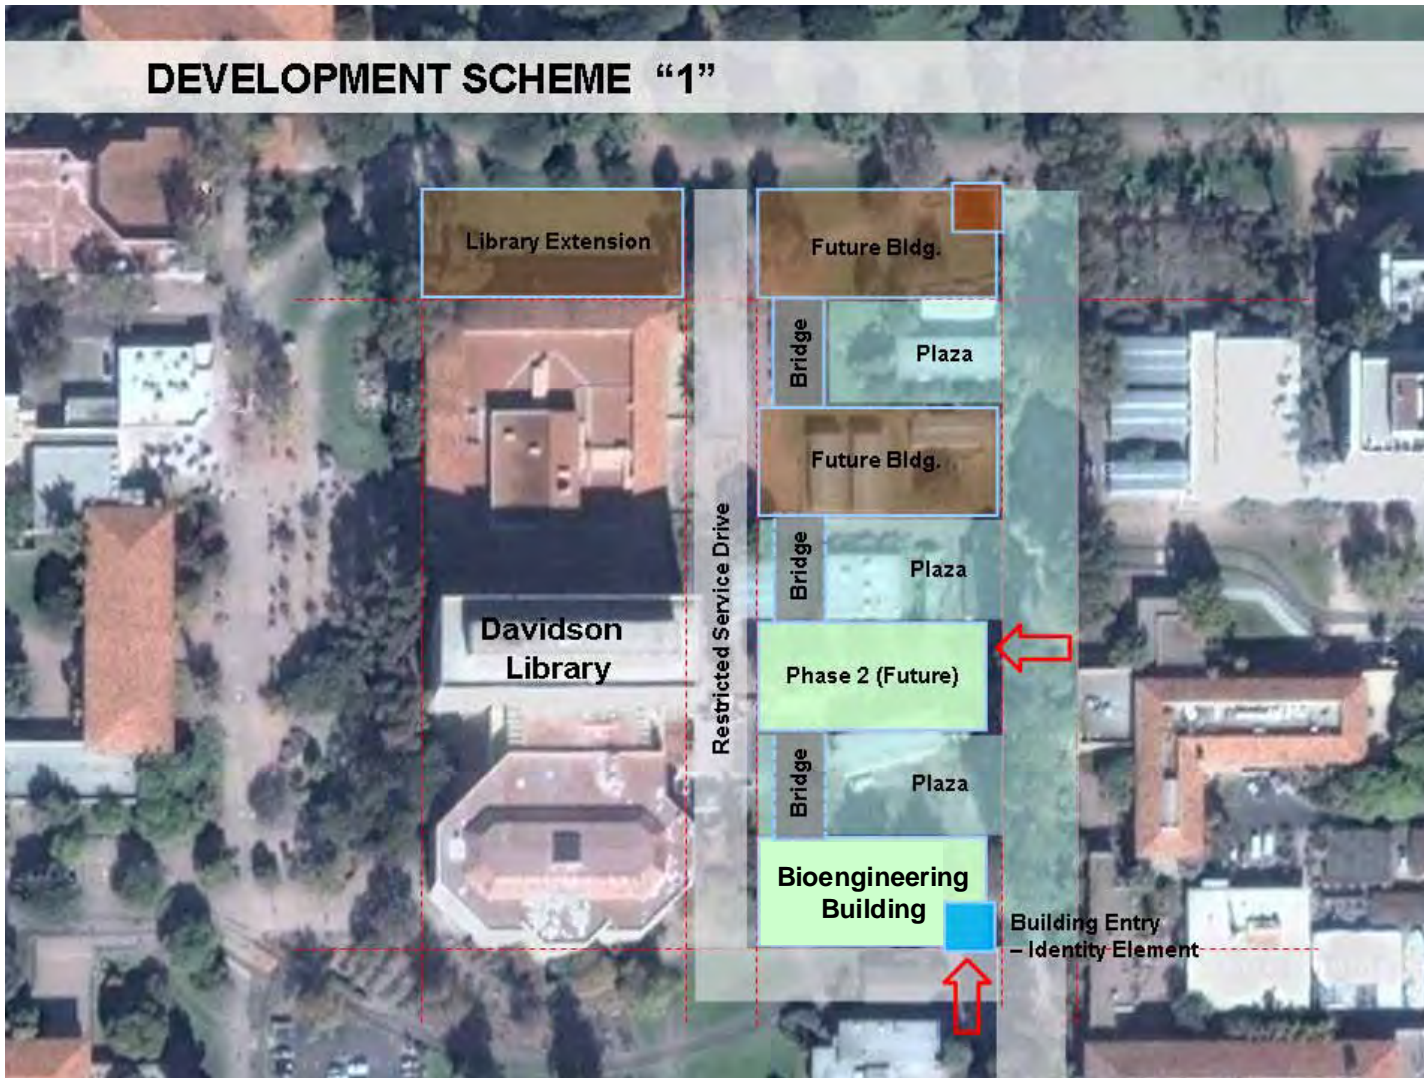 DEVELOPMENT SCHEME “1”
Library Extension
Future Bldg.
Bridge
Plaza
Future Bldg.
Bridge
Plaza
Restricted Service Drive
Davidson
Library
Phase 2 (Future)
Bridge
Plaza
Bioengineering
Building
Building Entry
– Identity Element